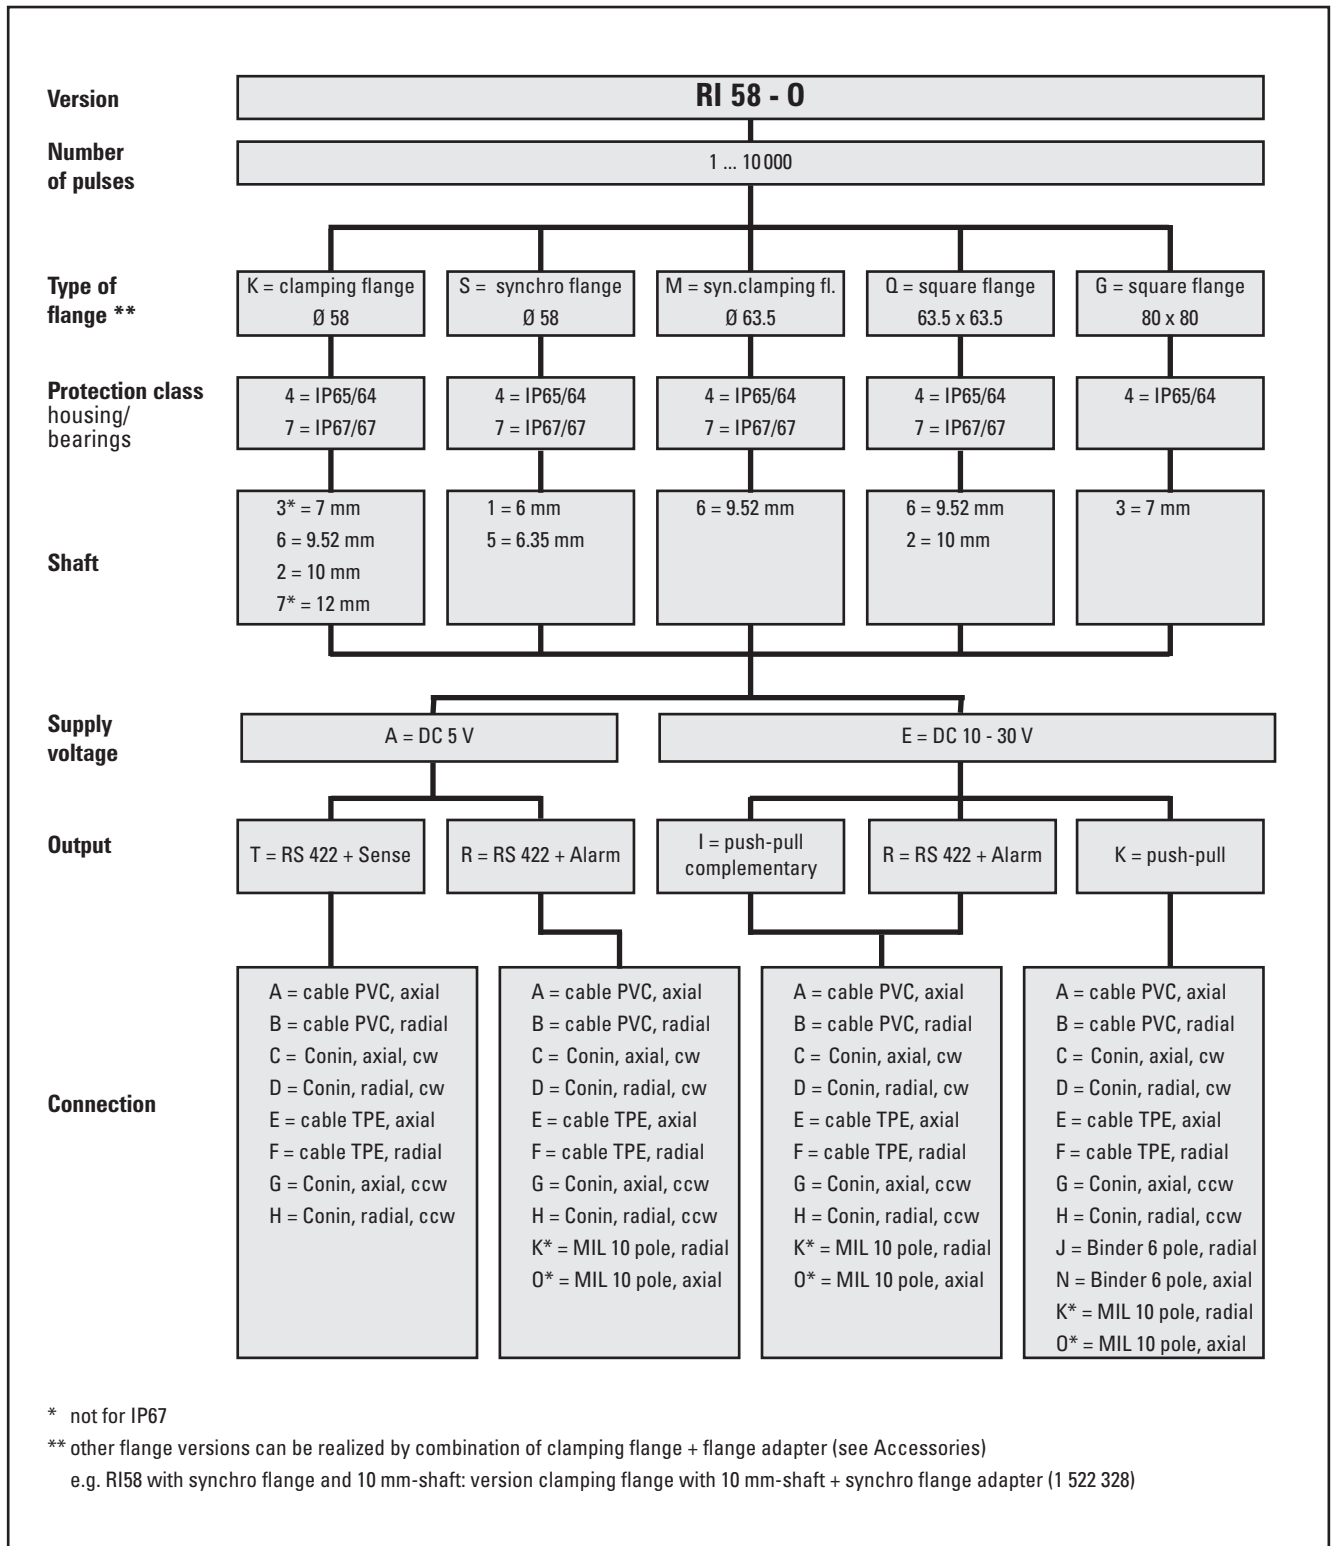 Version
RI 58 - O
Number
of pulses
1 ... 10 000
Type of
flange **
K = clamping flange
Ø 58
S = synchro flange
Ø 58
M = syn.clamping fl.
Ø 63.5
Q = square flange
63.5 x 63.5
G = square flange
80 x 80
Protection class
housing/
bearings
4 = IP65/64
7 = IP67/67
4 = IP65/64
7 = IP67/67
4 = IP65/64
7 = IP67/67
4 = IP65/64
7 = IP67/67
4 = IP65/64
Shaft
3* = 7 mm
6 = 9.52 mm
2 = 10 mm
7* = 12 mm
1 = 6 mm
5 = 6.35 mm
6 = 9.52 mm
6 = 9.52 mm
2 = 10 mm
3 = 7 mm
Supply
voltage
A = DC 5 V
E = DC 10 - 30 V
Output
T = RS 422 + Sense
R = RS 422 + Alarm
I = push-pull
complementary
R = RS 422 + Alarm
K = push-pull
Connection
A = cable PVC, axial
B = cable PVC, radial
C = Conin, axial, cw
D = Conin, radial, cw
E = cable TPE, axial
F = cable TPE, radial
G = Conin, axial, ccw
H = Conin, radial, ccw
A = cable PVC, axial
B = cable PVC, radial
C = Conin, axial, cw
D = Conin, radial, cw
E = cable TPE, axial
F = cable TPE, radial
G = Conin, axial, ccw
H = Conin, radial, ccw
K* = MIL 10 pole, radial
O* = MIL 10 pole, axial
A = cable PVC, axial
B = cable PVC, radial
C = Conin, axial, cw
D = Conin, radial, cw
E = cable TPE, axial
F = cable TPE, radial
G = Conin, axial, ccw
H = Conin, radial, ccw
K* = MIL 10 pole, radial
O* = MIL 10 pole, axial
A = cable PVC, axial
B = cable PVC, radial
C = Conin, axial, cw
D = Conin, radial, cw
E = cable TPE, axial
F = cable TPE, radial
G = Conin, axial, ccw
H = Conin, radial, ccw
J = Binder 6 pole, radial
N = Binder 6 pole, axial
K* = MIL 10 pole, radial
O* = MIL 10 pole, axial
* not for IP67
** other flange versions can be realized by combination of clamping flange + flange adapter (see Accessories)
e.g. RI58 with synchro flange and 10 mm-shaft: version clamping flange with 10 mm-shaft + synchro flange adapter (1 522 328)